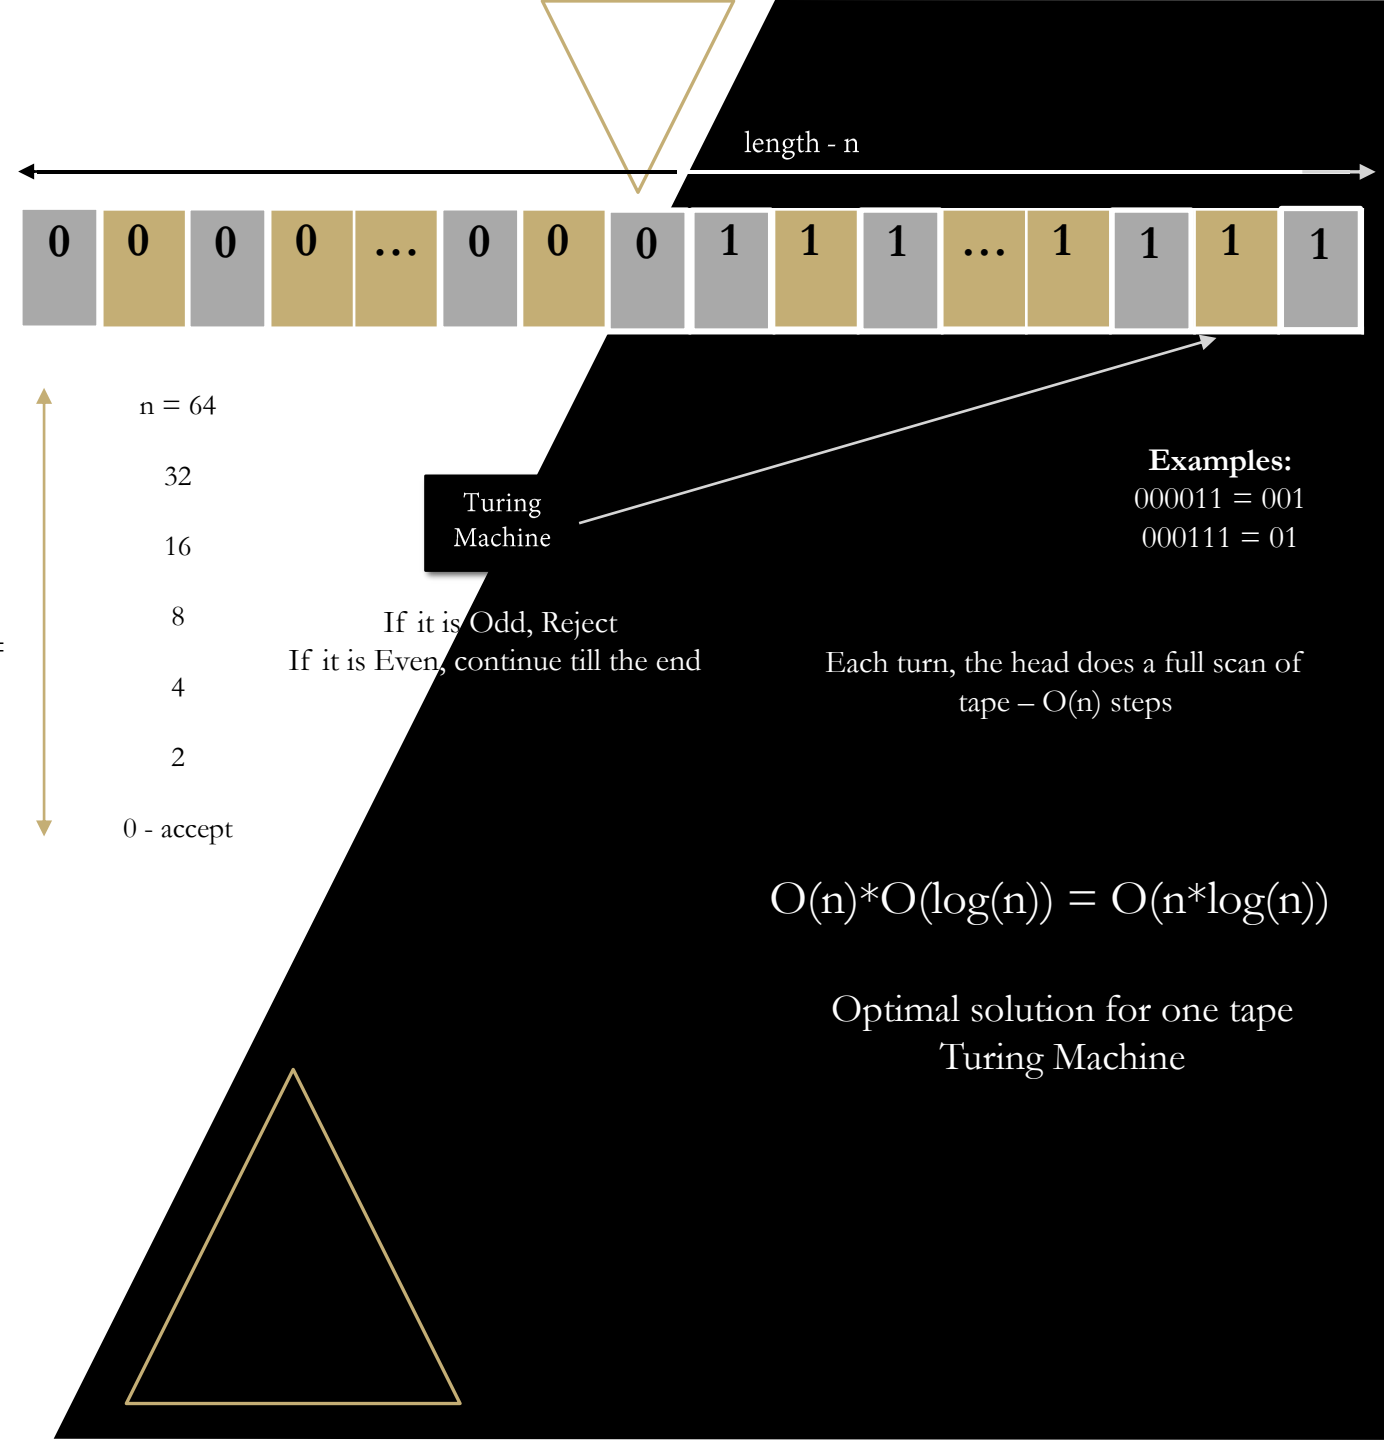 length - n
0 0 0 0 ... 0 0 0 1 1 1 ... 1 1 1 1
n = 64
32
16
8
4
2
0 - accept
Turing
Machine
If it is Odd, Reject
If it is Even, continue till the end
Examples:
000011 = 001
000111 = 01
Each turn, the head does a full scan of
tape – O(n) steps
O(n)*O(log(n)) = O(n*log(n))
Optimal solution for one tape
Turing Machine